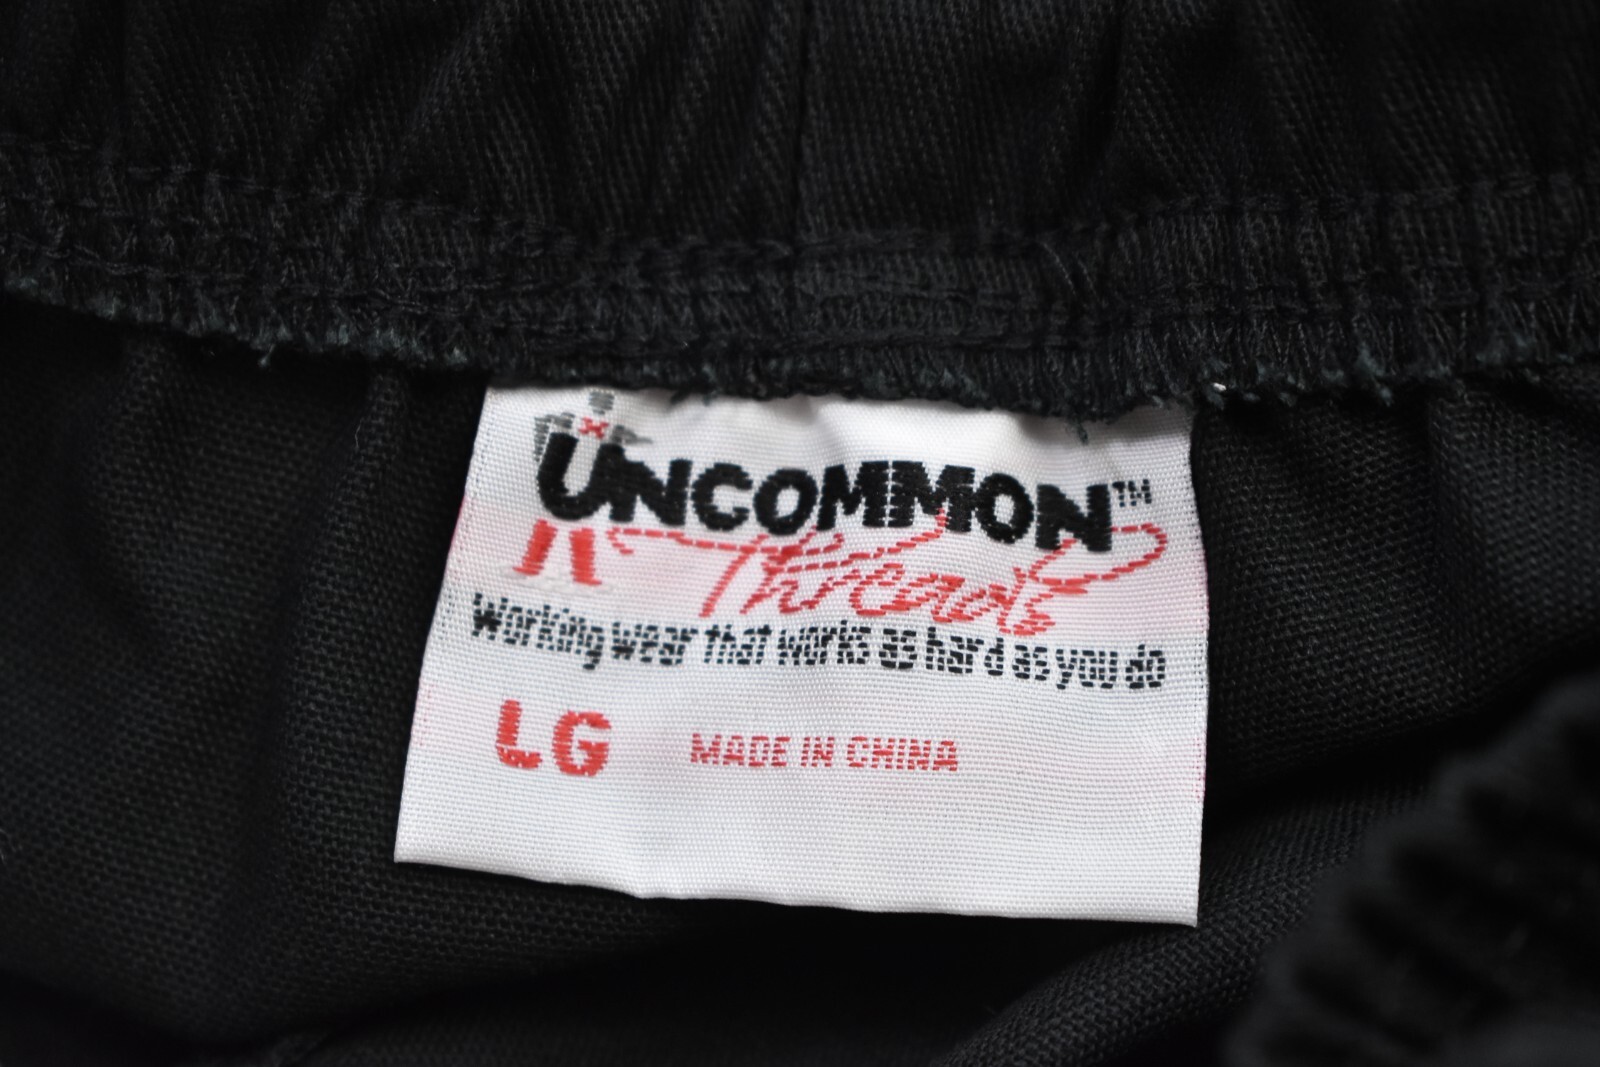 UNCOMMON™
Threads
Working wear that works as hard as you do
LG MADE IN CHINA